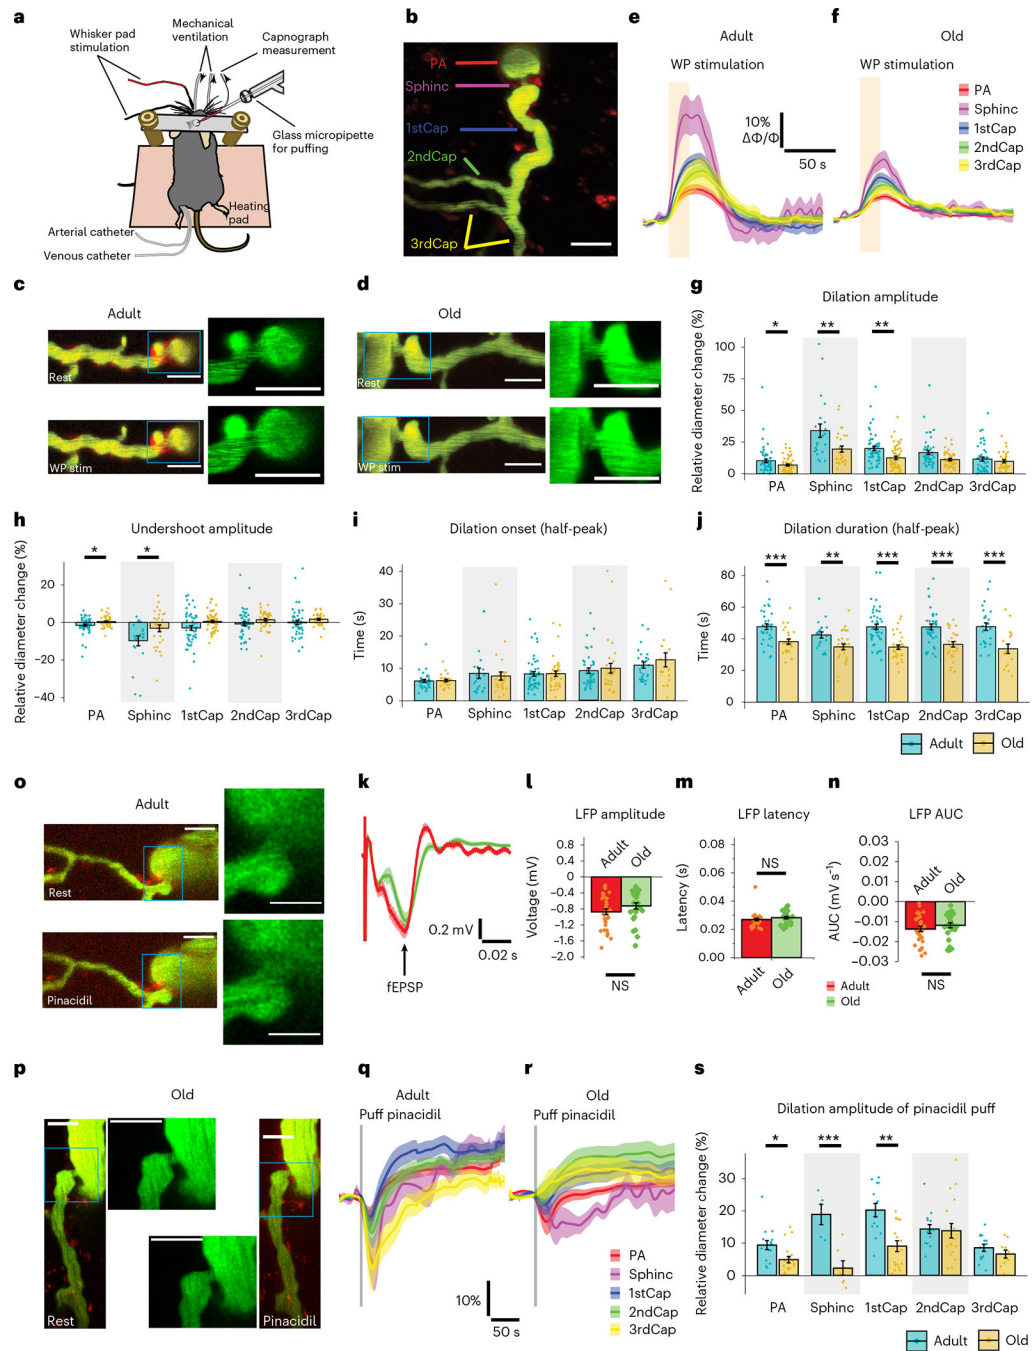 a
Whisker pad
stimulation
Mechanical
ventilation
Capnograph
measurement
Glass micropipette
for puffing
Heating
pad
Arterial catheter
Venous catheter
b
PA
Sphinc
1stCap
2ndCap
3rdCap
e
Adult
WP stimulation
10%
ΔΦ/Φ
50 s
f
Old
WP stimulation
PA
Sphinc
1stCap
2ndCap
3rdCap
c
Adult
Rest
WP stim
d
Old
Rest
WP stim
g
Dilation amplitude
Relative diameter change (%)
100
75
50
25
0
* ** **
PA Sphinc 1stCap 2ndCap 3rdCap
h
Undershoot amplitude
Relative diameter change (%)
20
0
−20
−40
* *
PA Sphinc 1stCap 2ndCap 3rdCap
i
Dilation onset (half-peak)
Time (s)
40
30
20
10
0
PA Sphinc 1stCap 2ndCap 3rdCap
j
Dilation duration (half-peak)
Time (s)
80
60
40
20
0
*** ** *** *** ***
PA Sphinc 1stCap 2ndCap 3rdCap
Adult Old
o
Adult
Rest
Pinacidil
k
0.2 mV
0.02 s
fEPSP
l
LFP amplitude
Voltage (mV)
0.8
0.4
0
−0.4
−0.8
−1.2
−1.6
−2.0
Adult
Old
NS
m
LFP latency
Latency (s)
0.06
0.04
0.02
0.00
NS
Adult
Old
n
LFP AUC
AUC (mV s⁻¹)
0.03
0.02
0.01
0.00
−0.01
−0.02
−0.03
Adult
Old
NS
Adult
Old
p
Old
Rest
Pinacidil
q
Adult
Puff pinacidil
r
Old
Puff pinacidil
PA
Sphinc
1stCap
2ndCap
3rdCap
10%
50 s
s
Dilation amplitude of pinacidil puff
Relative diameter change (%)
30
20
10
0
* *** **
PA Sphinc 1stCap 2ndCap 3rdCap
Adult Old